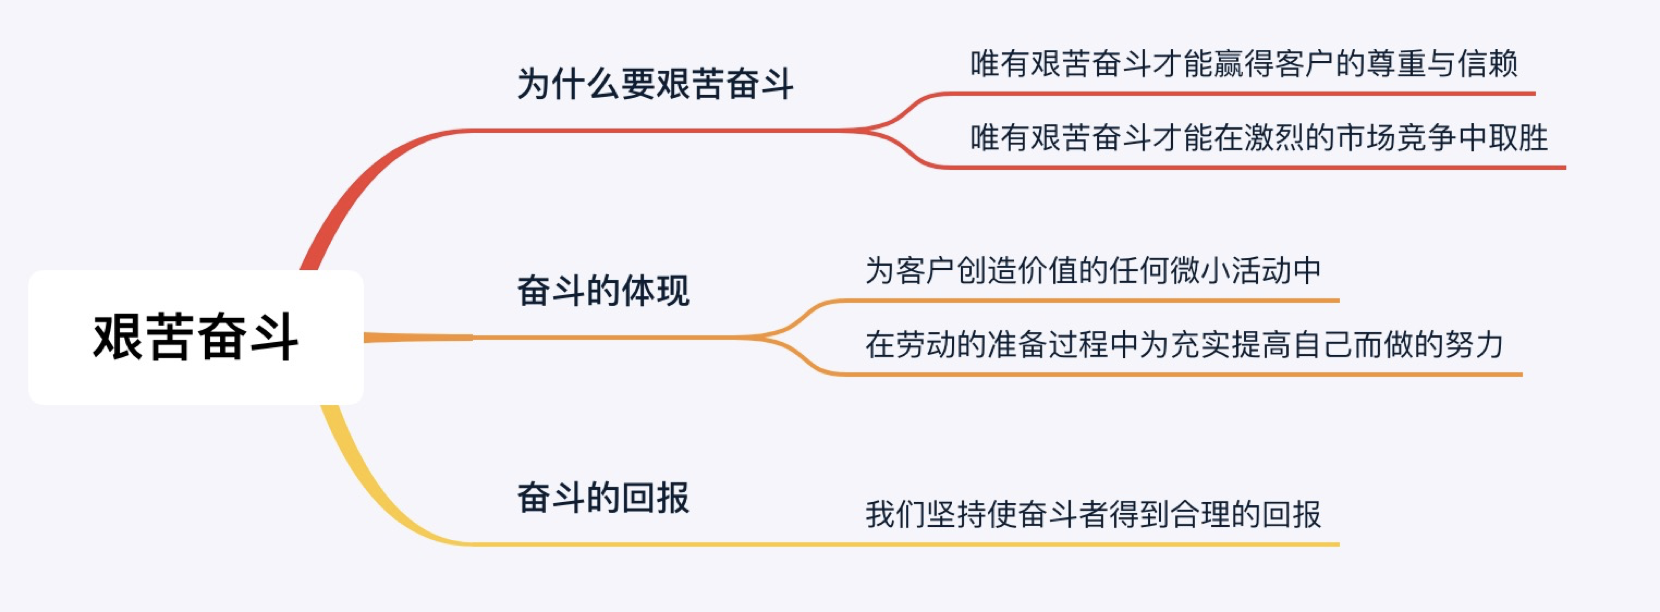 艰苦奋斗
为什么要艰苦奋斗
唯有艰苦奋斗才能赢得客户的尊重与信赖
唯有艰苦奋斗才能在激烈的市场竞争中取胜
奋斗的体现
为客户创造价值的任何微小活动中
在劳动的准备过程中为充实提高自己而做的努力
奋斗的回报
我们坚持使奋斗者得到合理的回报